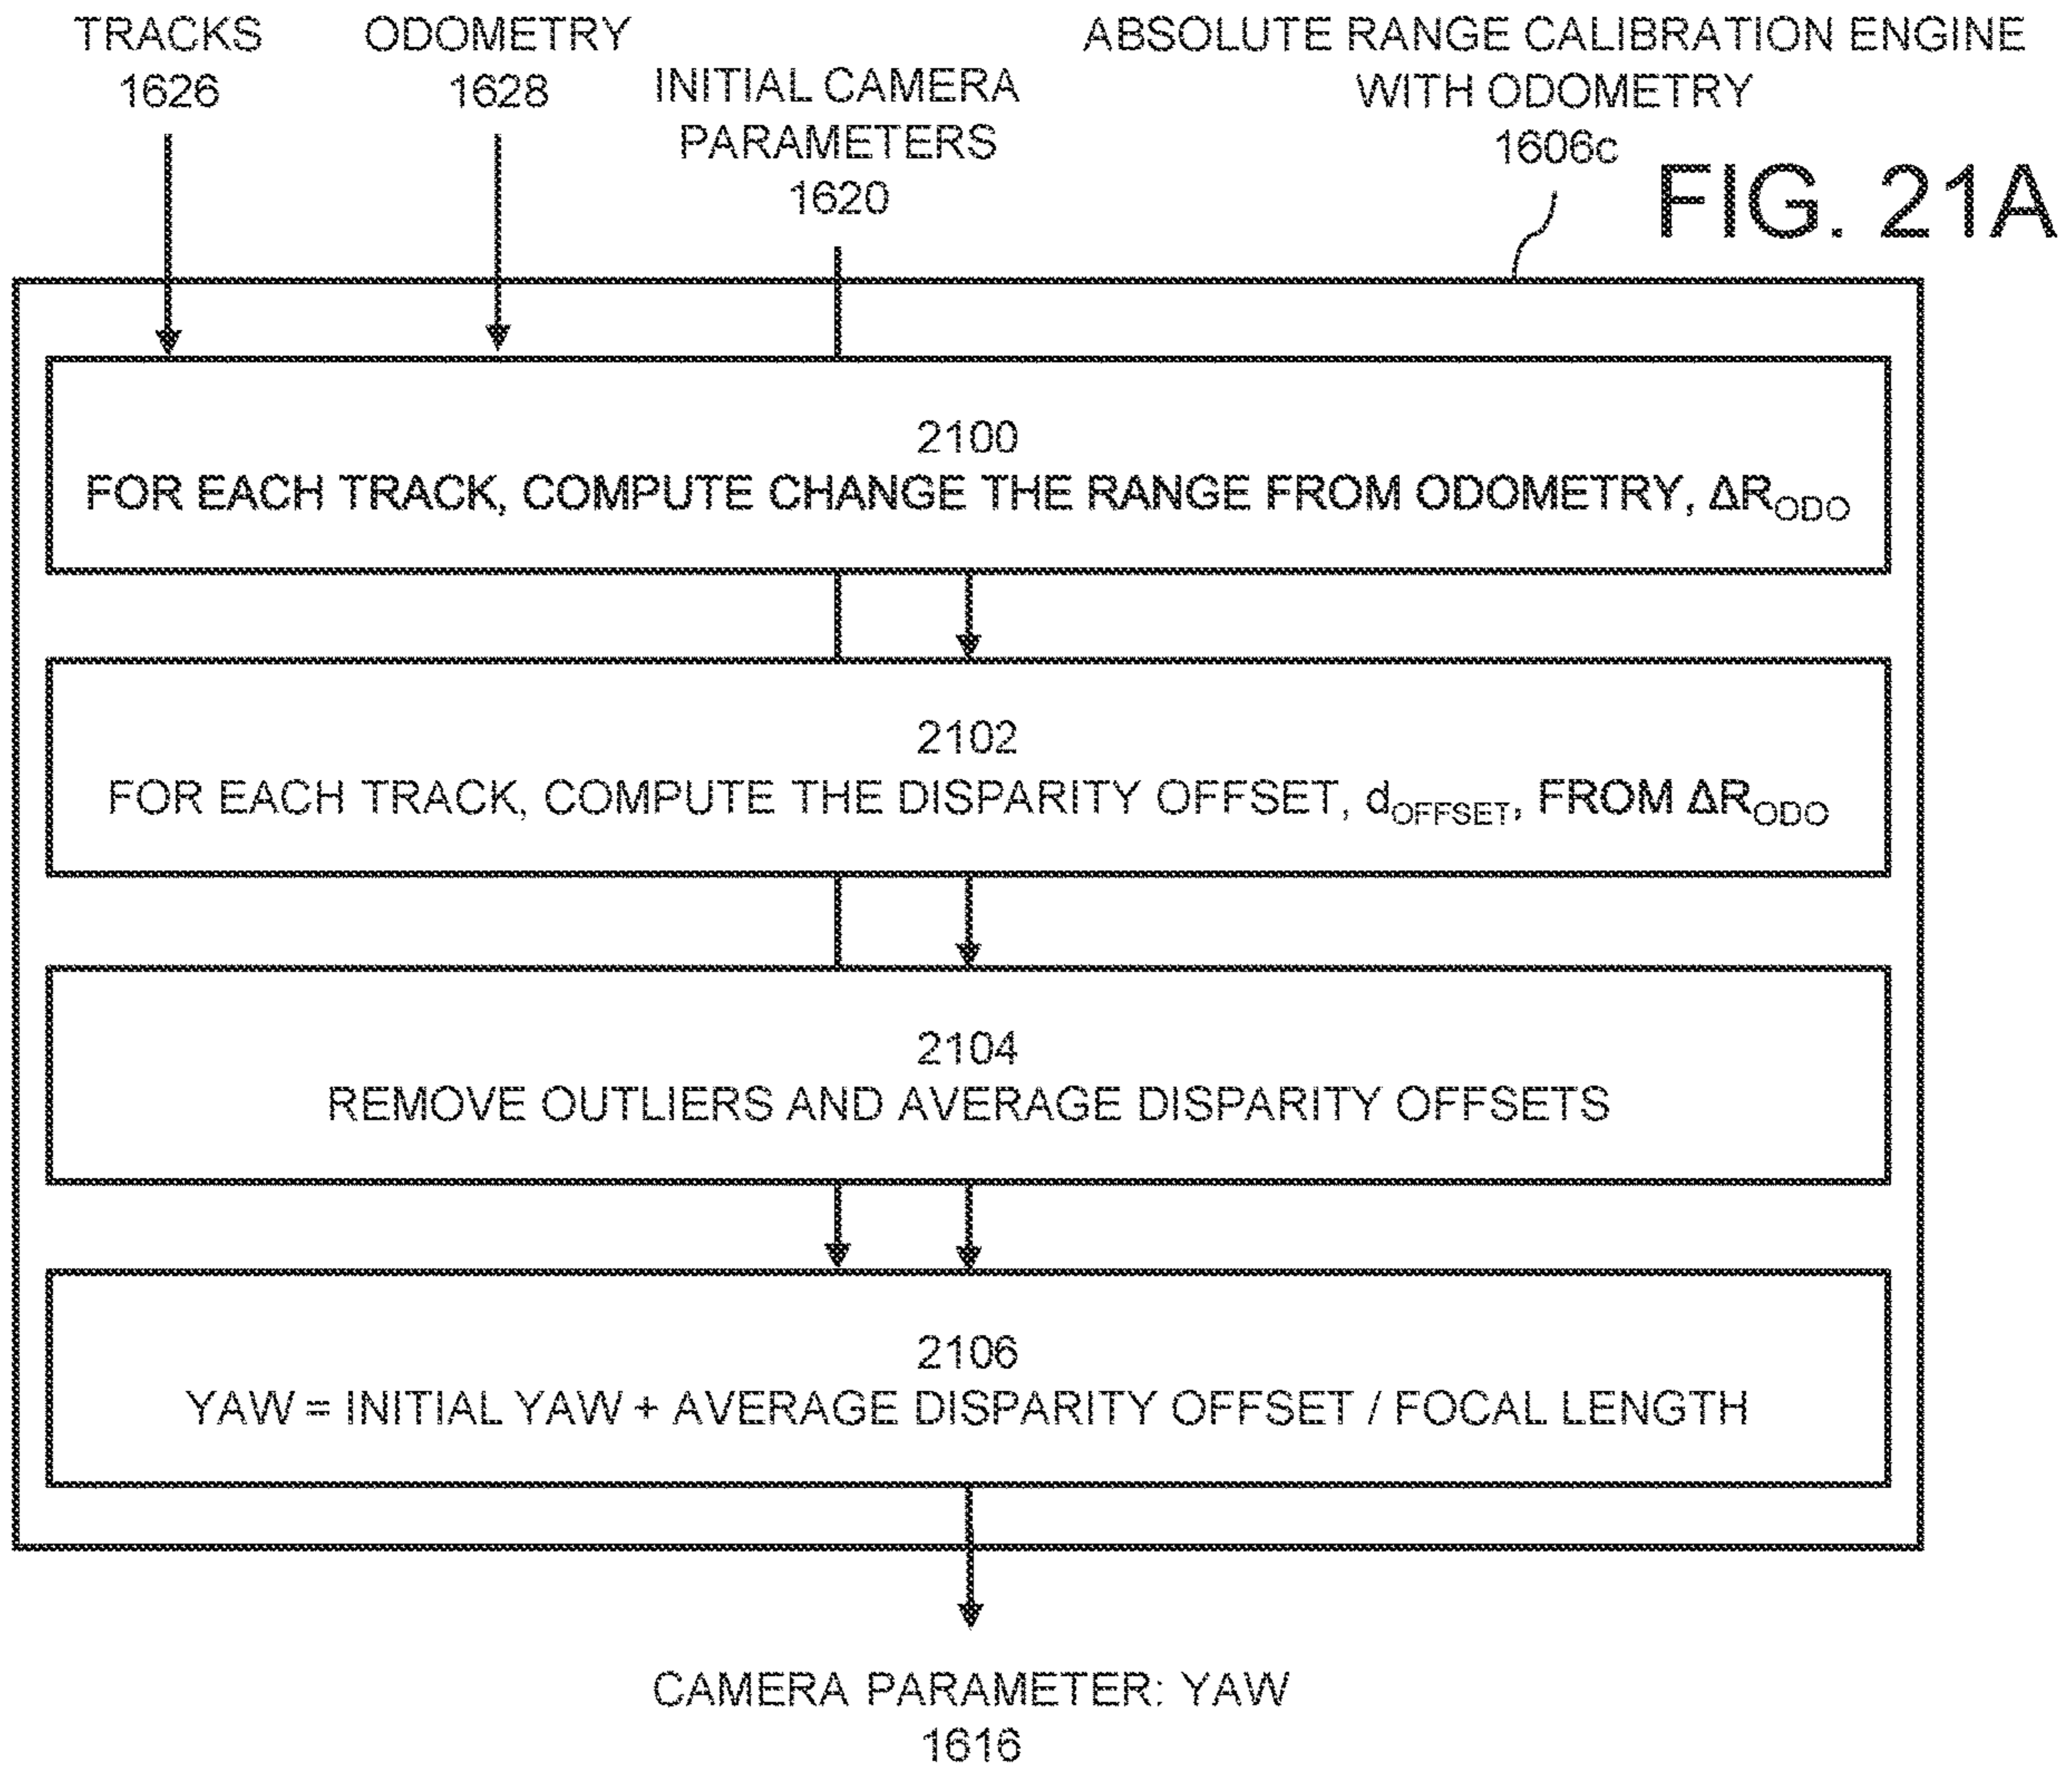 TRACKS
1626
ODOMETRY
1628
INITIAL CAMERA
PARAMETERS
1620
ABSOLUTE RANGE CALIBRATION ENGINE
WITH ODOMETRY
1606c
FIG. 21A
2100
FOR EACH TRACK, COMPUTE CHANGE THE RANGE FROM ODOMETRY, ΔRODO
2102
FOR EACH TRACK, COMPUTE THE DISPARITY OFFSET, dOFFSET, FROM ΔRODO
2104
REMOVE OUTLIERS AND AVERAGE DISPARITY OFFSETS
2106
YAW = INITIAL YAW + AVERAGE DISPARITY OFFSET / FOCAL LENGTH
CAMERA PARAMETER: YAW
1616